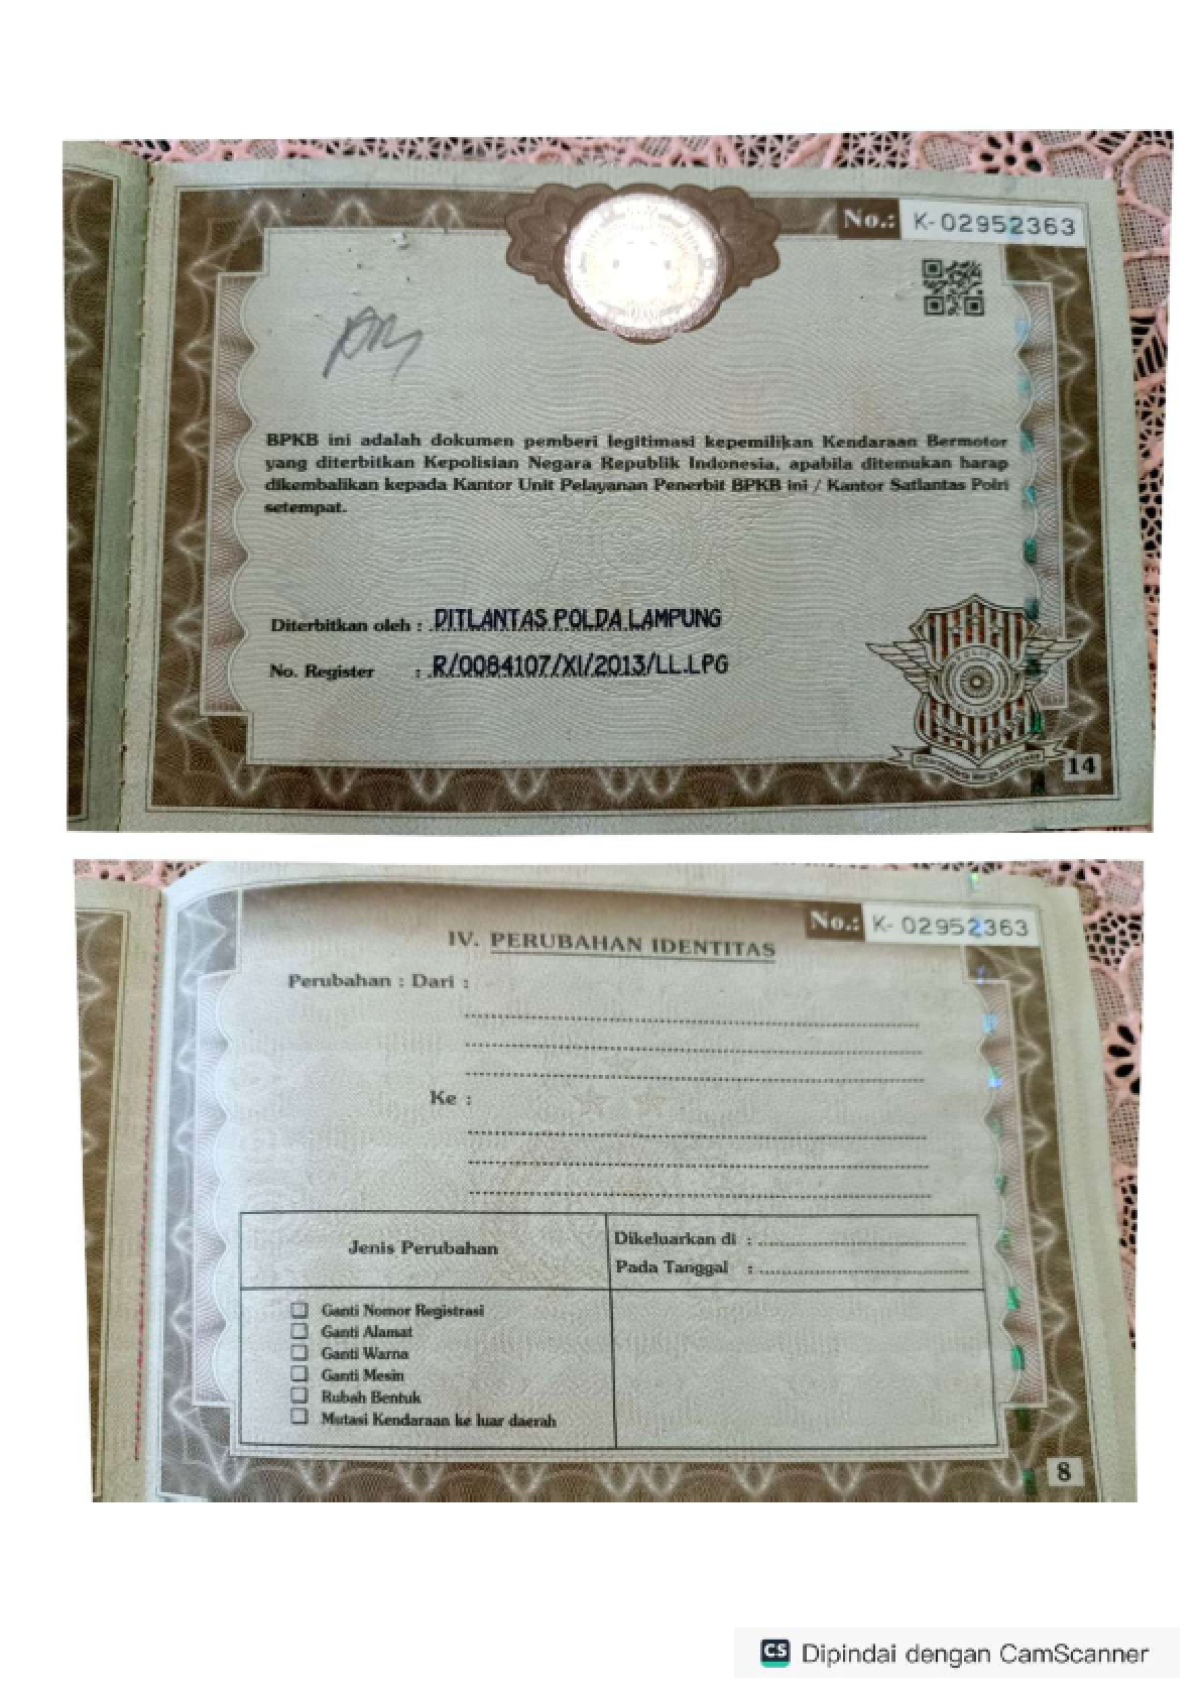 No.: K- 02952363
BPKB ini adalah dokumen pemberi legitimasi kepemilikan Kendaraan Bermotor
yang diterbitkan Kepolisian Negara Republik Indonesia, apabila ditemukan harap
dikembalikan kepada Kantor Unit Pelayanan Penerbit BPKB ini / Kantor Satlantas Polri
setempat.
Diterbitkan oleh : DITLANTAS POLDA LAMPUNG
No. Register : R/0084107/XI/2013/LL.LPG
14
No.: K- 02952363
IV. PERUBAHAN IDENTITAS
Perubahan : Dari :
Ke :
Jenis Perubahan
Dikeluarkan di :
Pada Tanggal :
Ganti Nomor Registrasi
Ganti Alamat
Ganti Warna
Ganti Mesin
Rubah Bentuk
Mutasi Kendaraan ke luar daerah
8
CS Dipindai dengan CamScanner